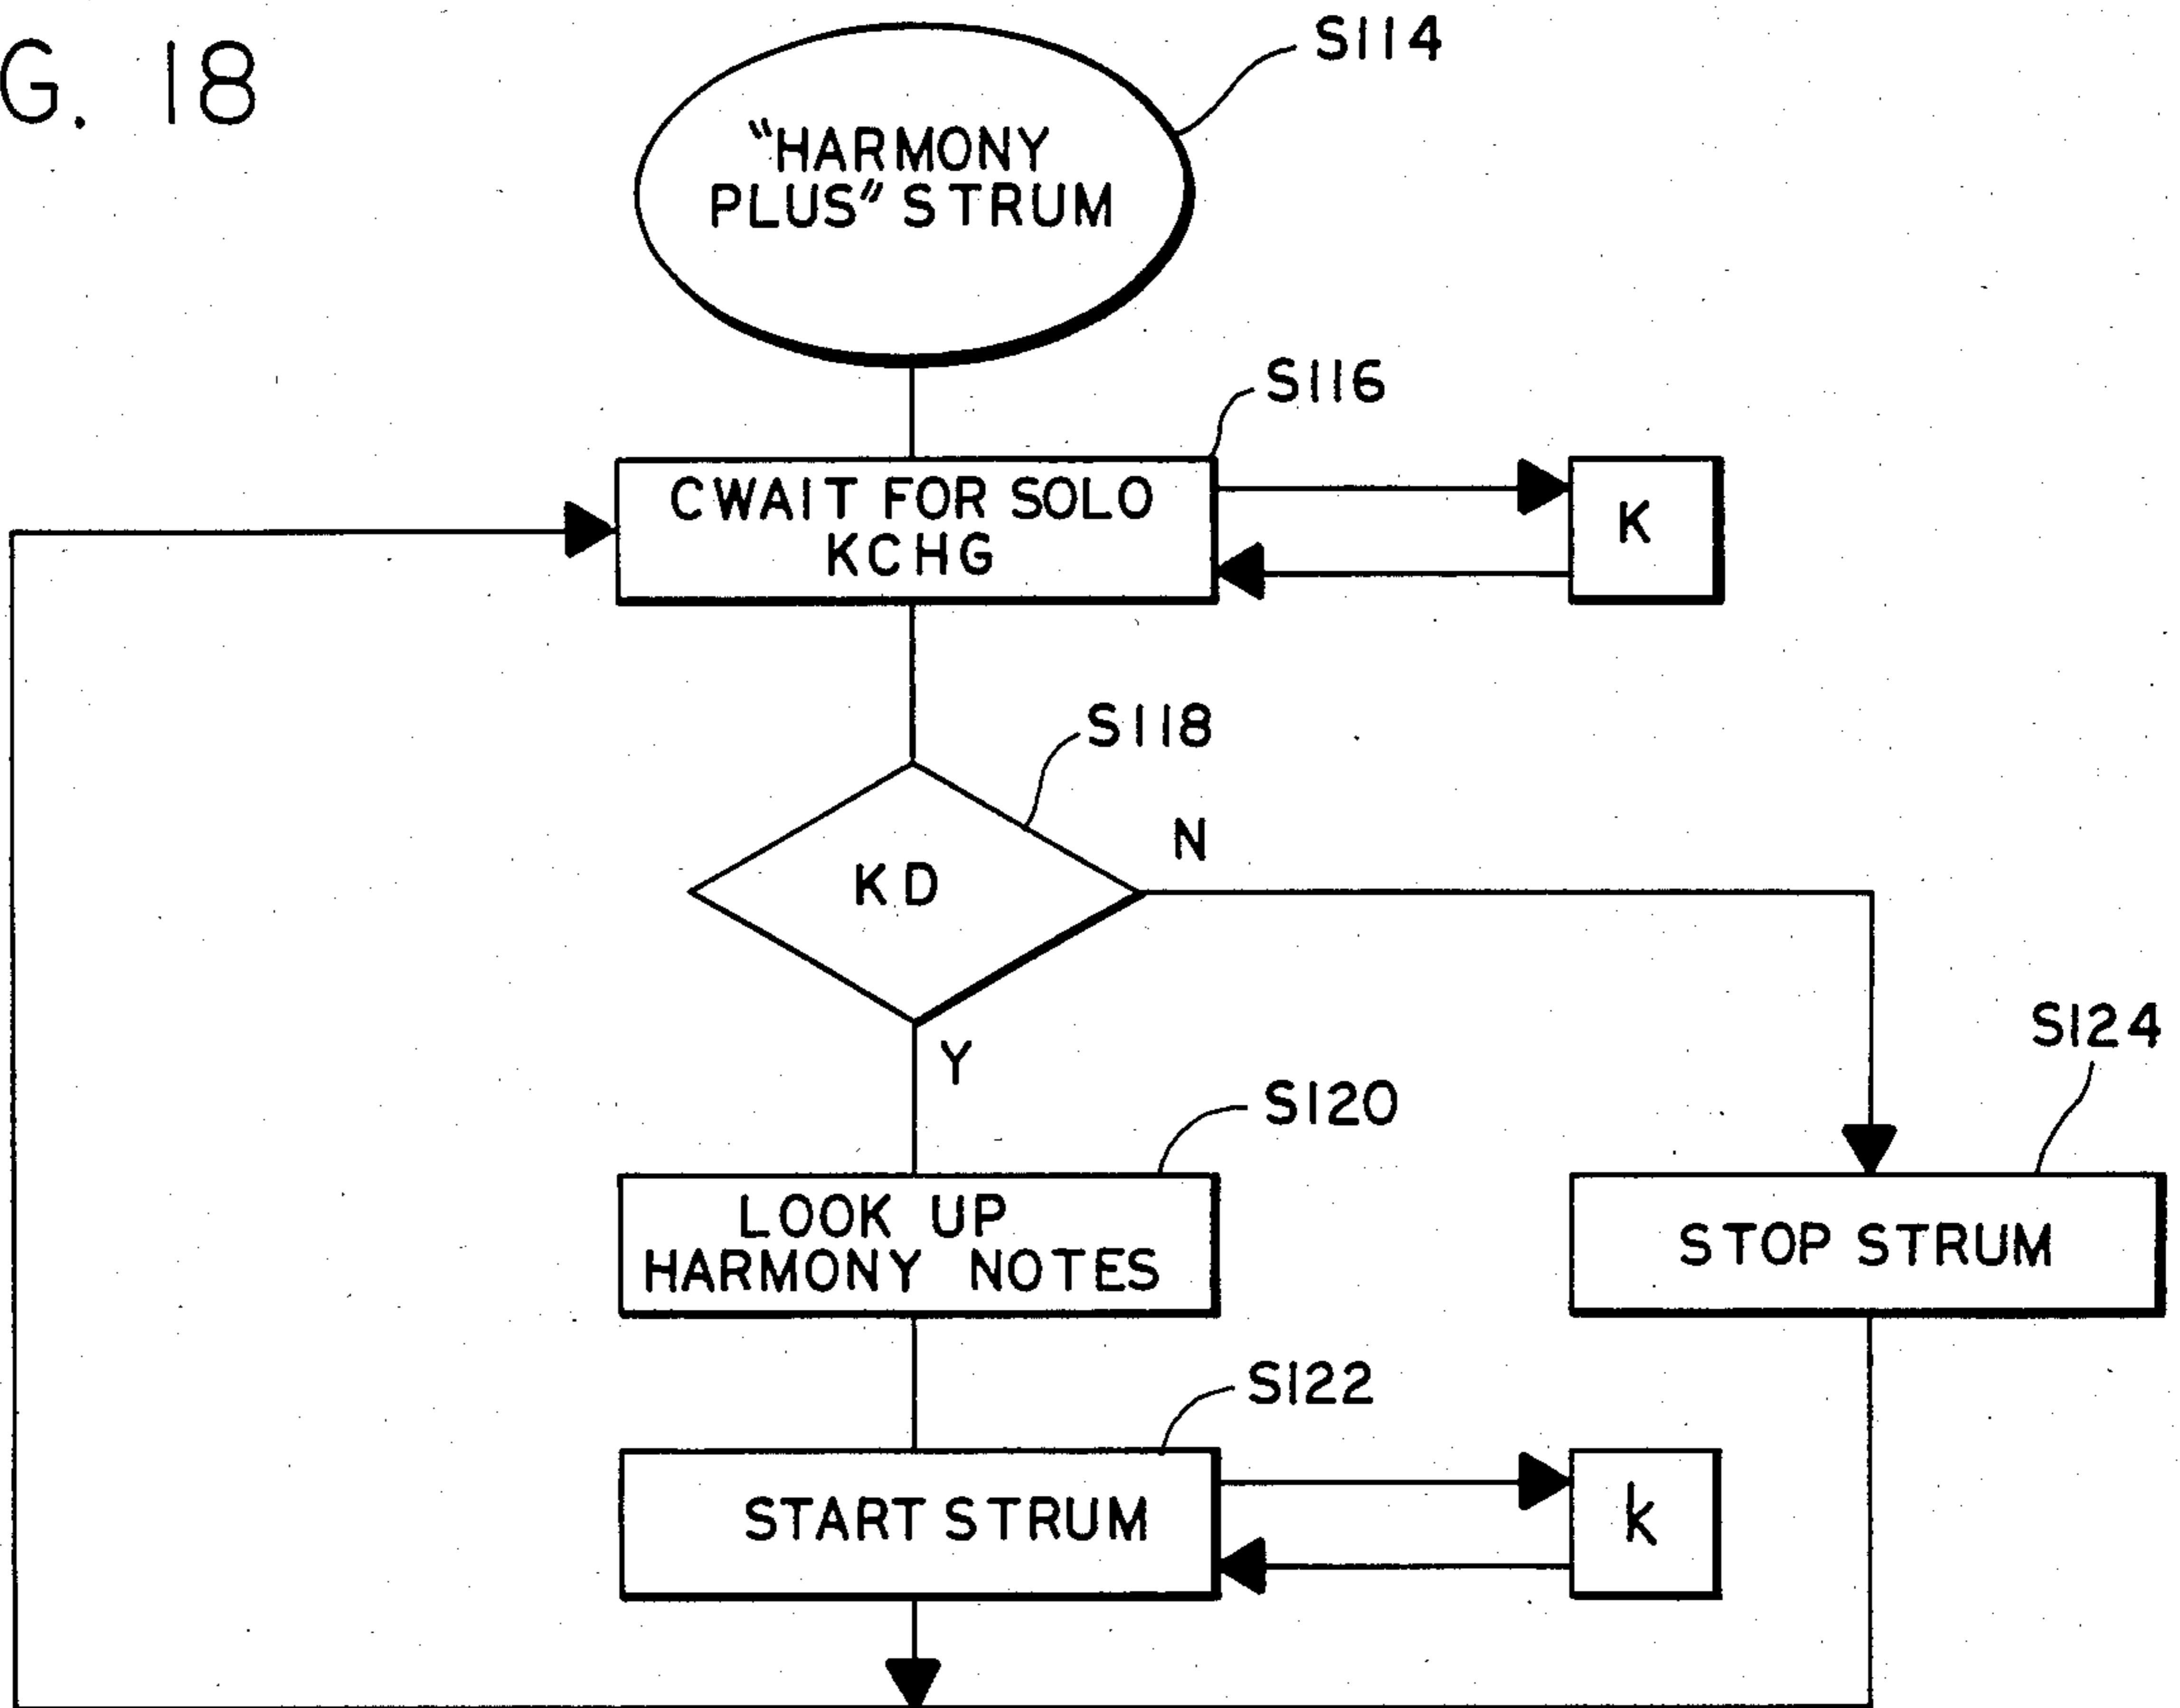 G. 18
S114
"HARMONY
PLUS" STRUM
S116
CWAIT FOR SOLO
KCHG
K
S118
KD
N
Y
S124
S120
LOOK UP
HARMONY NOTES
STOP STRUM
S122
START STRUM
k